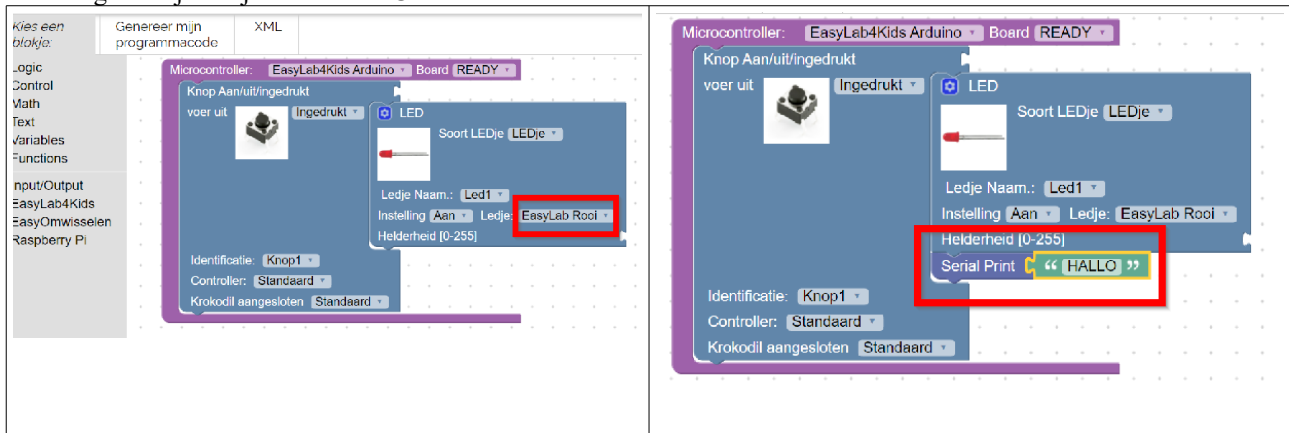 Kies een
blokje:
Genereer mijn
programmacode
XML
Logic
Control
Math
Text
Variables
Functions
Input/Output
EasyLab4Kids
EasyOmwisselen
Raspberry Pi
Microcontroller: EasyLab4Kids Arduino Board READY
Knop Aan/uit/ingedrukt
voer uit Ingedrukt LED
Soort LEDje LEDje
Ledje Naam.: Led1
Instelling Aan Ledje: EasyLab Rooi
Helderheid [0-255]
Identificatie: Knop1
Controller: Standaard
Krokodil aangesloten Standaard
Microcontroller: EasyLab4Kids Arduino Board READY
Knop Aan/uit/ingedrukt
voer uit Ingedrukt LED
Soort LEDje LEDje
Ledje Naam.: Led1
Instelling Aan Ledje: EasyLab Rooi
Helderheid [0-255]
Serial Print “ HALLO ”
Identificatie: Knop1
Controller: Standaard
Krokodil aangesloten Standaard